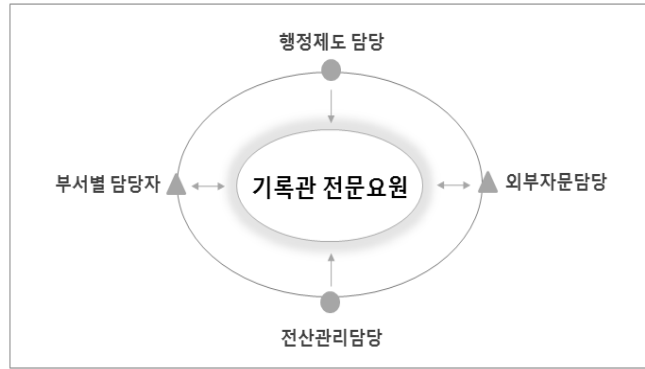 행정제도 담당
부서별 담당자
기록관 전문요원
외부자문담당
전산관리담당